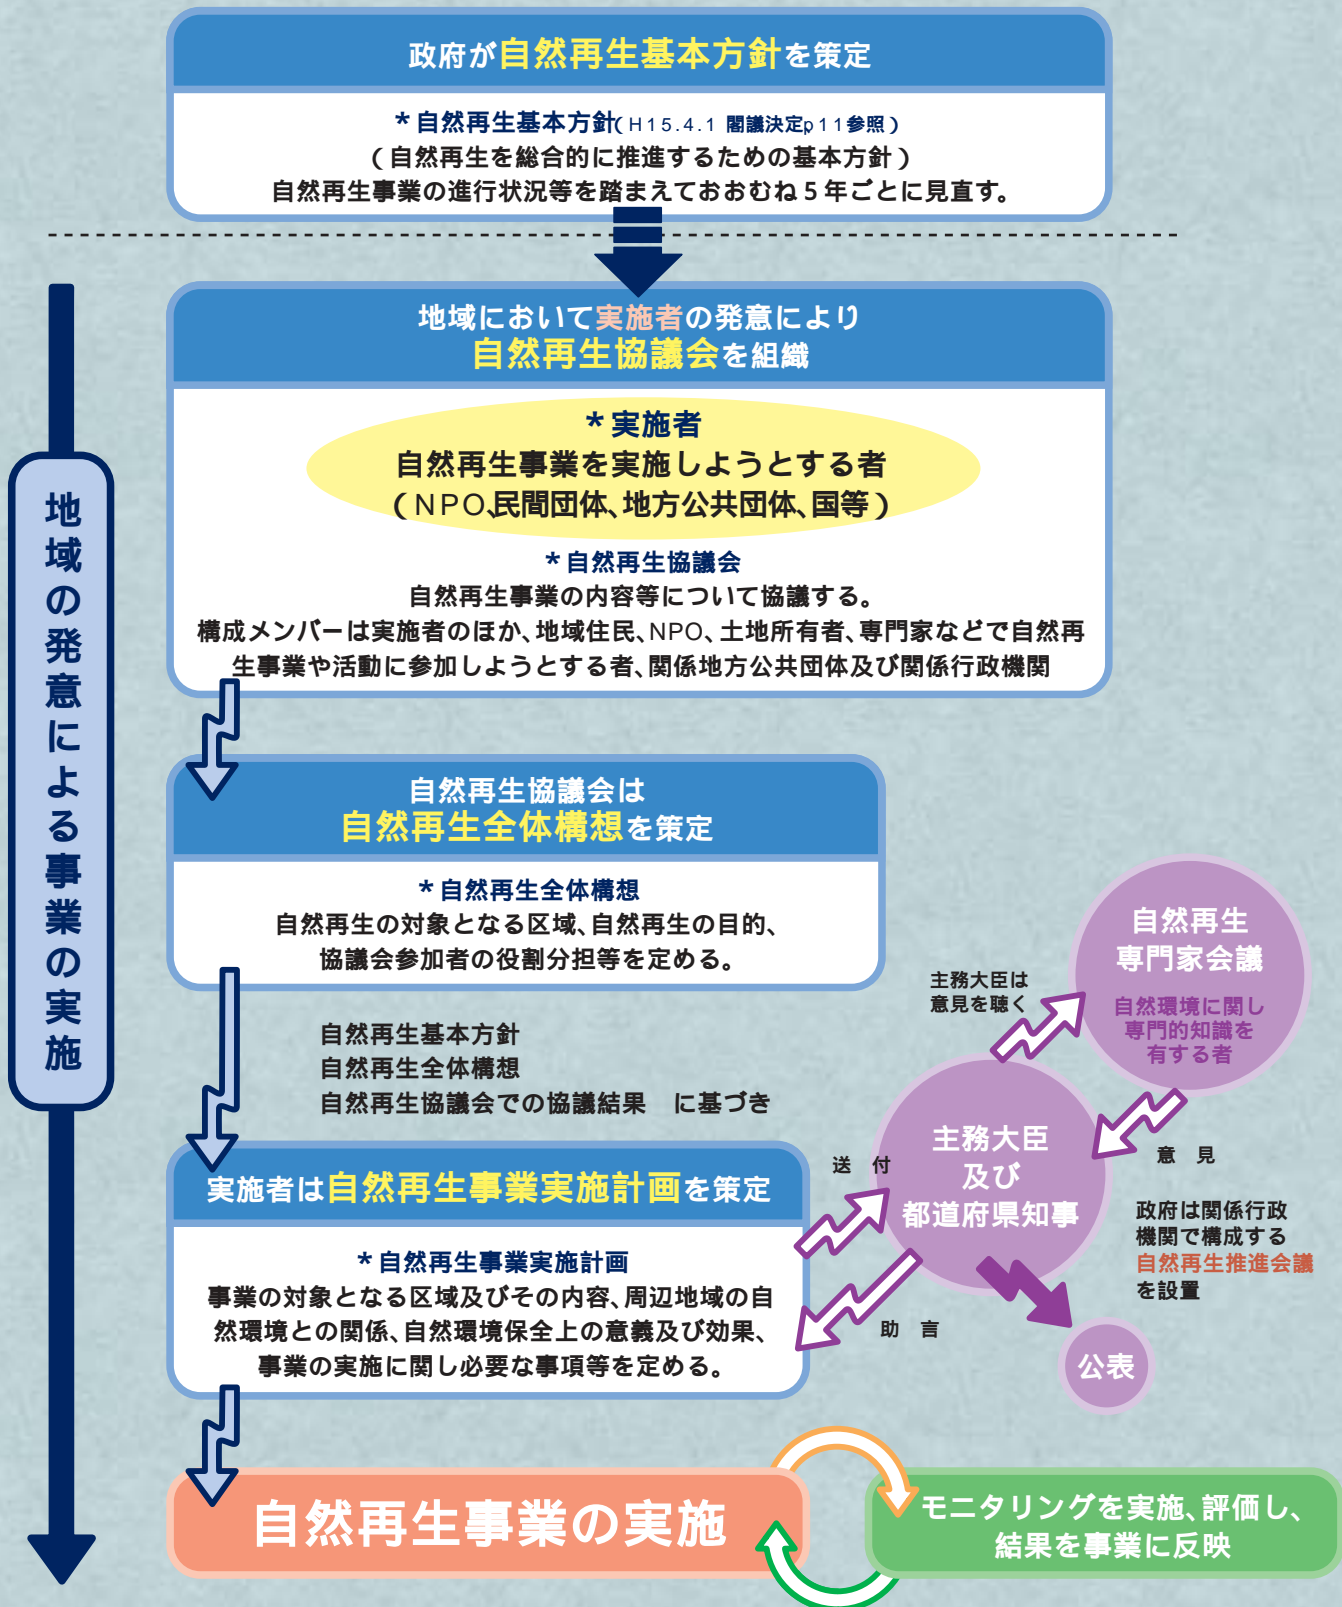 政府が自然再生基本方針を策定
*自然再生基本方針(H15.4.1 閣議決定p11参照)
(自然再生を総合的に推進するための基本方針)
自然再生事業の進行状況等を踏まえておおむね5年ごとに見直す。
地域の発意による事業の実施
地域において実施者の発意により
自然再生協議会を組織
*実施者
自然再生事業を実施しようとする者
(NPO、民間団体、地方公共団体、国等)
*自然再生協議会
自然再生事業の内容等について協議する。
構成メンバーは実施者のほか、地域住民、NPO、土地所有者、専門家などで自然再
生事業や活動に参加しようとする者、関係地方公共団体及び関係行政機関
自然再生協議会は
自然再生全体構想を策定
*自然再生全体構想
自然再生の対象となる区域、自然再生の目的、
協議会参加者の役割分担等を定める。
自然再生基本方針
自然再生全体構想
自然再生協議会での協議結果 に基づき
実施者は自然再生事業実施計画を策定
*自然再生事業実施計画
事業の対象となる区域及びその内容、周辺地域の自
然環境との関係、自然環境保全上の意義及び効果、
事業の実施に関し必要な事項等を定める。
送 付
助 言
主務大臣
及び
都道府県知事
主務大臣は
意見を聴く
自然再生
専門家会議
自然環境に関し
専門的知識を
有する者
意 見
政府は関係行政
機関で構成する
自然再生推進会議
を設置
公表
自然再生事業の実施
モニタリングを実施、評価し、
結果を事業に反映